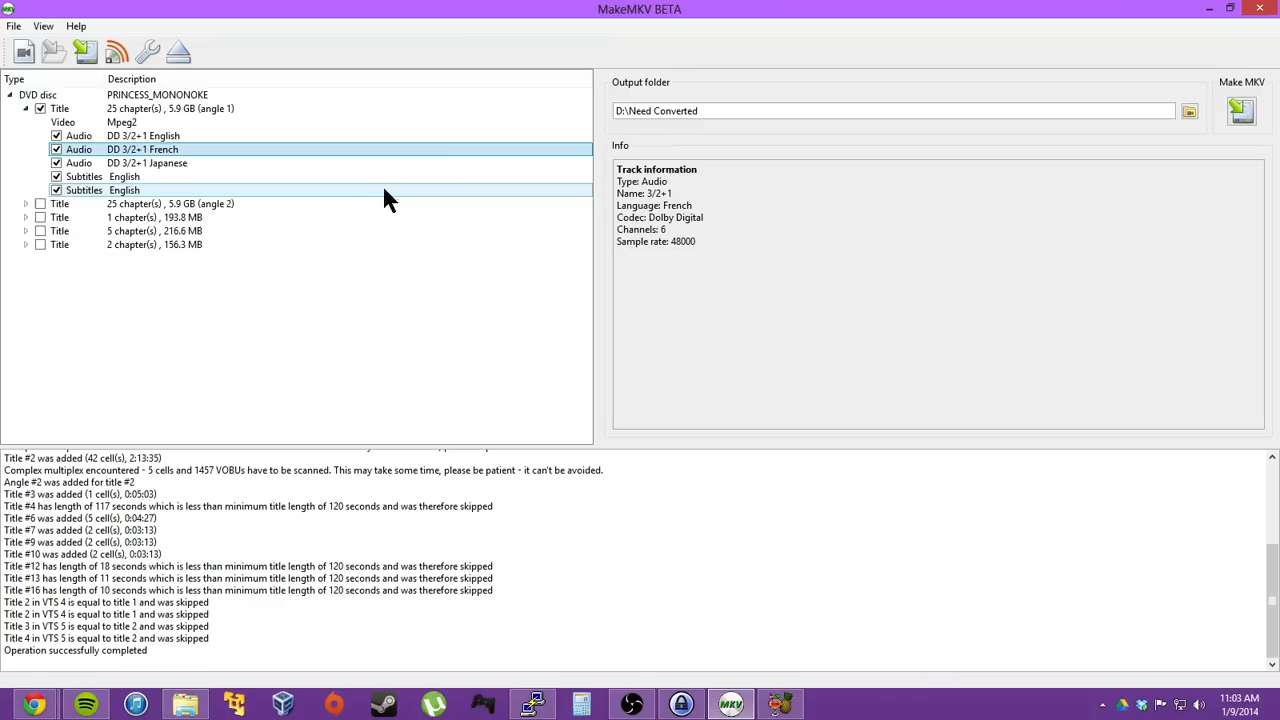 MakeMKV BETA
File View Help
Type Description
DVD disc PRINCESS_MONONOKE
Title 25 chapter(s) , 5.9 GB (angle 1)
Video Mpeg2
Audio DD 3/2+1 English
Audio DD 3/2+1 French
Audio DD 3/2+1 Japanese
Subtitles English
Subtitles English
Title 25 chapter(s) , 5.9 GB (angle 2)
Title 1 chapter(s) , 193.8 MB
Title 5 chapter(s) , 216.6 MB
Title 2 chapter(s) , 156.3 MB
Output folder
D:\Need Converted
Make MKV
Info
Track information
Type: Audio
Name: 3/2+1
Language: French
Codec: Dolby Digital
Channels: 6
Sample rate: 48000
Title #2 was added (42 cell(s), 2:13:35)
Complex multiplex encountered - 5 cells and 1457 VOBUs have to be scanned. This may take some time, please be patient - it can't be avoided.
Angle #2 was added for title #2
Title #3 was added (1 cell(s), 0:05:03)
Title #4 has length of 117 seconds which is less than minimum title length of 120 seconds and was therefore skipped
Title #6 was added (5 cell(s), 0:04:27)
Title #7 was added (2 cell(s), 0:03:13)
Title #9 was added (2 cell(s), 0:03:13)
Title #10 was added (2 cell(s), 0:03:13)
Title #12 has length of 18 seconds which is less than minimum title length of 120 seconds and was therefore skipped
Title #13 has length of 11 seconds which is less than minimum title length of 120 seconds and was therefore skipped
Title #16 has length of 10 seconds which is less than minimum title length of 120 seconds and was therefore skipped
Title 2 in VTS 4 is equal to title 1 and was skipped
Title 2 in VTS 4 is equal to title 1 and was skipped
Title 3 in VTS 5 is equal to title 2 and was skipped
Title 4 in VTS 5 is equal to title 2 and was skipped
Operation successfully completed
MKV
11:03 AM
1/9/2014